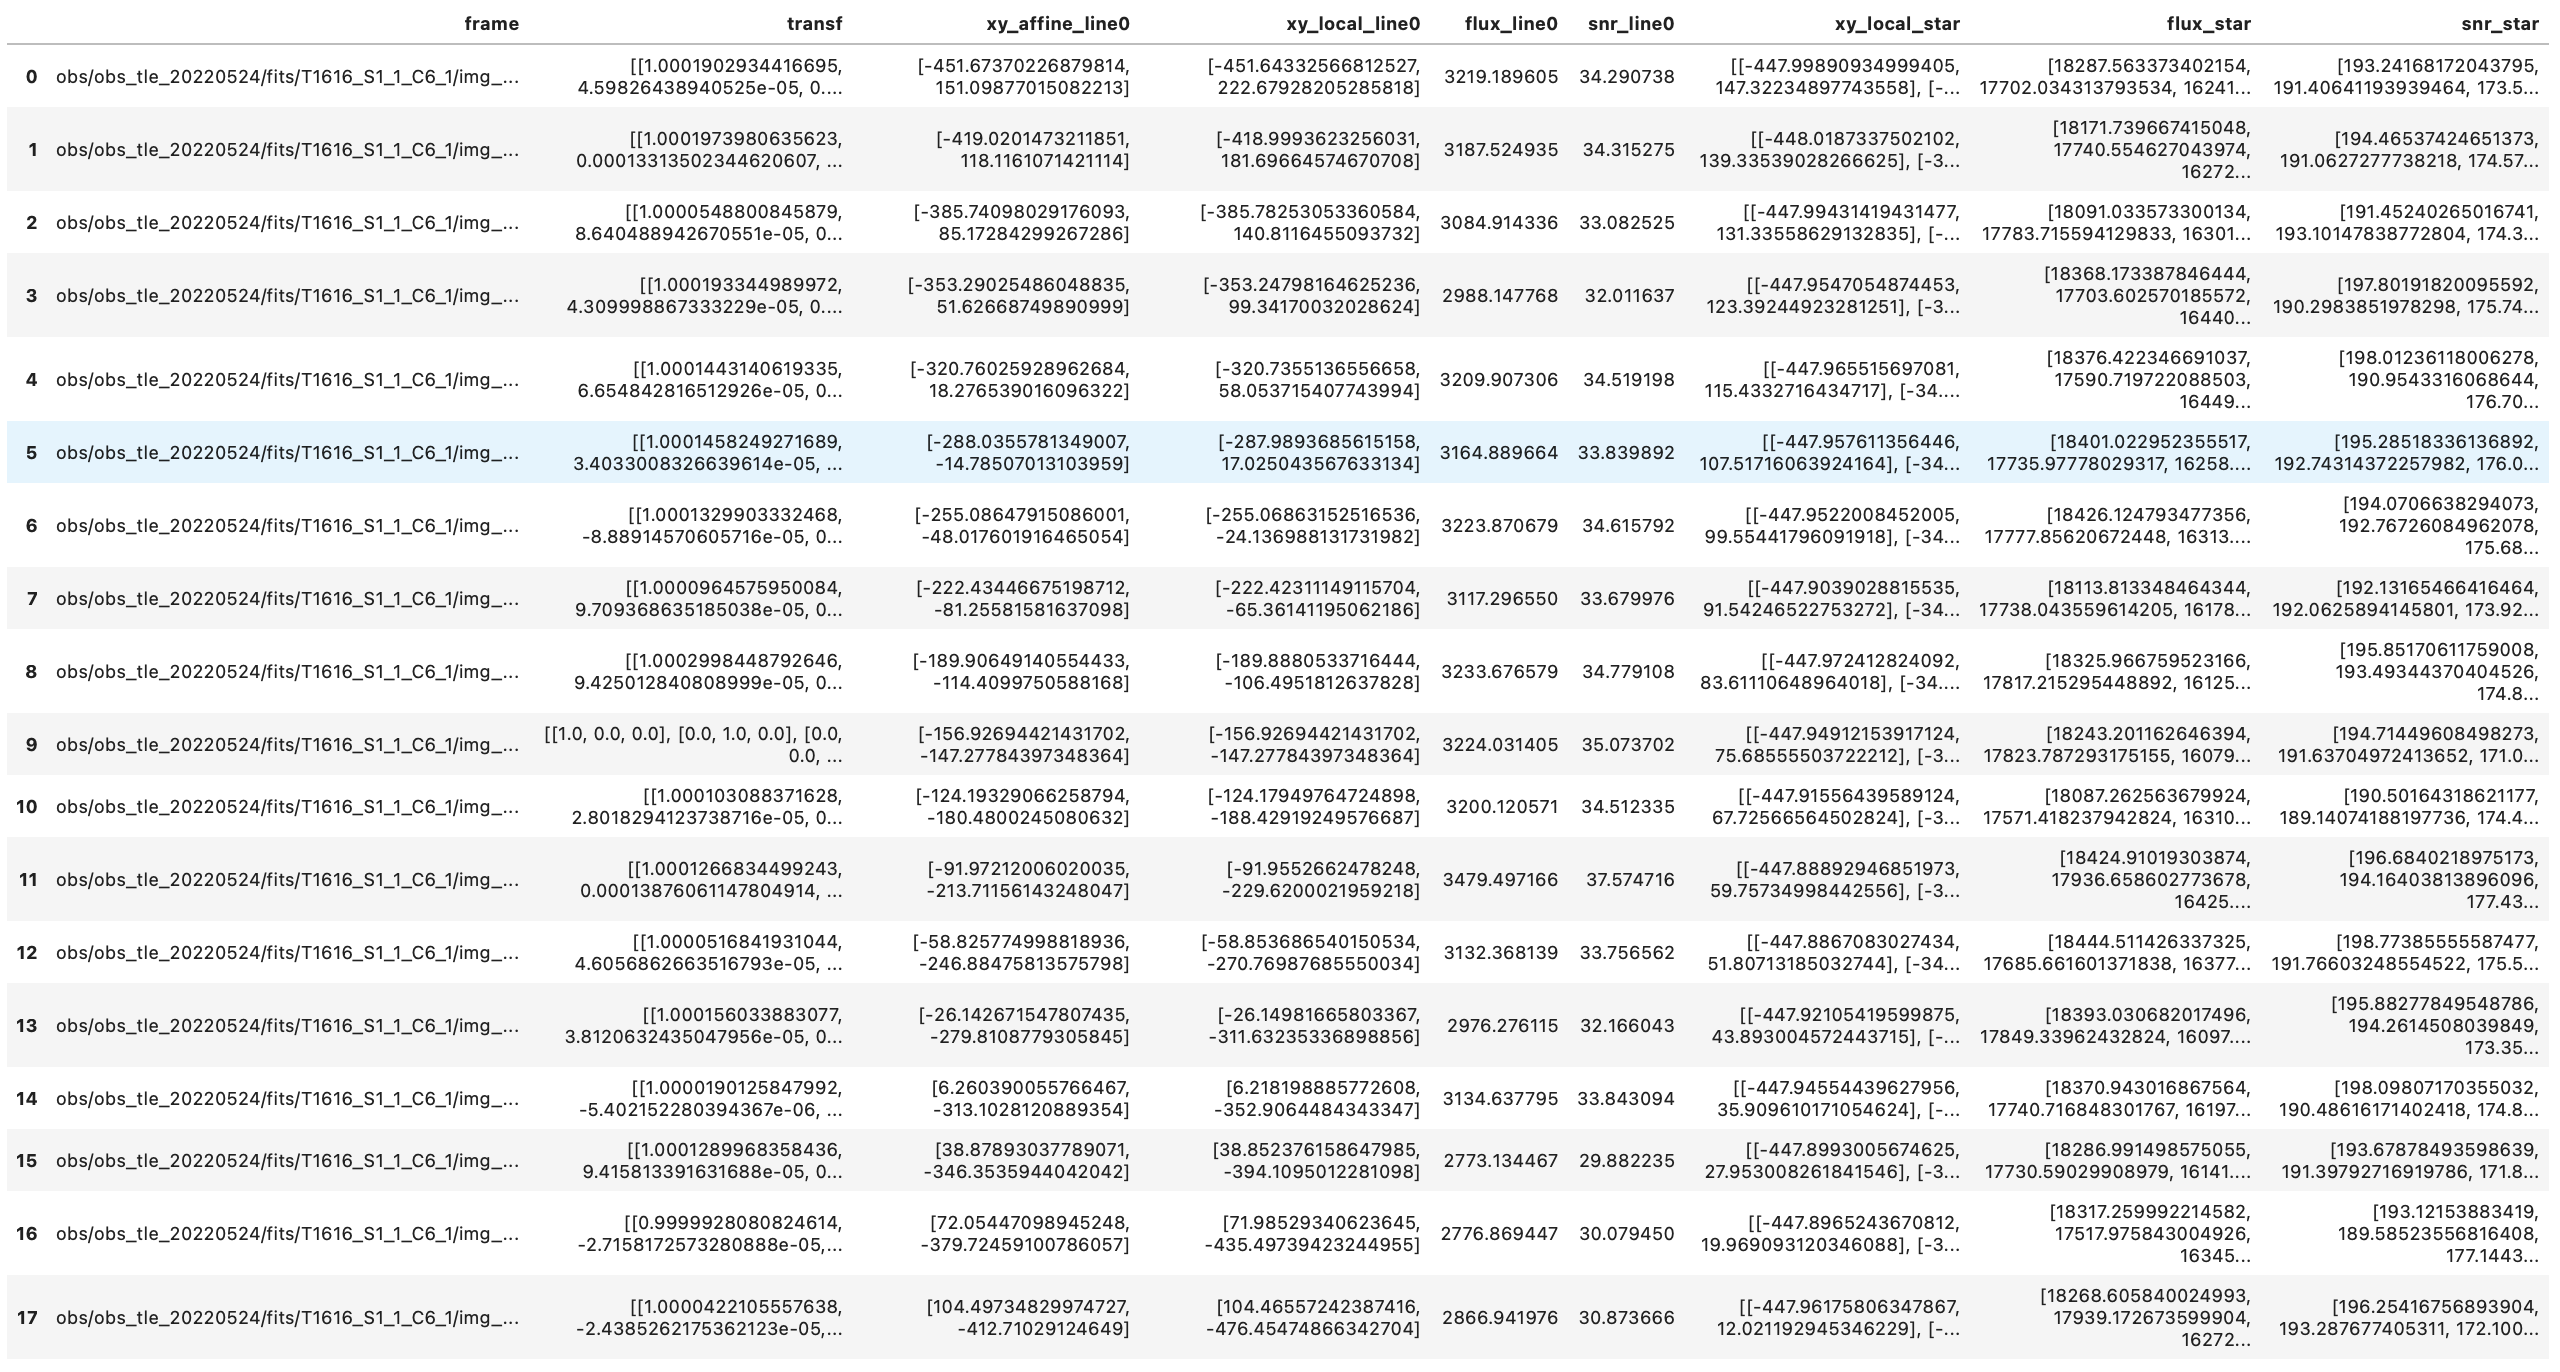 frame transf xy_affine_line0 xy_local_line0 flux_line0 snr_line0 xy_local_star flux_star snr_star
[[1.0001902934416695, [-451.67370226879814, [-451.64332566812527, [[-447.99890934999405, [18287.563373402154, [193.24168172043795,
0 obs/obs_tle_20220524/fits/T1616_S1_1_C6_1/img_... 3219.189605 34.290738
4.59826438940525e-05, 0.... 151.09877015082213] 222.67928205285818] 147.32234897743558], [-... 17702.034313793534, 16241... 191.40641193939464, 173.5...
[[1.0001973980635623, [-419.0201473211851, [-418.9993623256031, [[-448.0187337502102, [18171.739667415048, [194.46537424651373,
1 obs/obs_tle_20220524/fits/T1616_S1_1_C6_1/img_... 3187.524935 34.315275 17740.554627043974,
0.00013313502344620607, ... 118.1161071421114] 181.69664574670708] 139.33539028266625], [-3... 191.0627277738218, 174.57...
16272...
[[1.0000548800845879, [-385.74098029176093, [-385.78253053360584, [[-447.99431419431477, [18091.033573300134, [191.45240265016741,
2 obs/obs_tle_20220524/fits/T1616_S1_1_C6_1/img_... 3084.914336 33.082525
8.640488942670551e-05, 0... 85.17284299267286] 140.8116455093732] 131.33558629132835], [-... 17783.715594129833, 16301... 193.10147838772804, 174.3...
[[1.000193344989972, [-353.29025486048835, [-353.24798164625236, [[-447.9547054874453, [18368.173387846444, [197.80191820095592,
3 obs/obs_tle_20220524/fits/T1616_S1_1_C6_1/img_... 2988.147768 32.011637 17703.602570185572,
4.309998867333229e-05, 0.... 51.62668749890999] 99.34170032028624] 123.39244923281251], [-3... 190.2983851978298, 175.74...
16440...
[[1.0001443140619335, [-320.76025928962684, [-320.7355136556658, [[-447.965515697081, [18376.422346691037, [198.01236118006278,
4 obs/obs_tle_20220524/fits/T1616_S1_1_C6_1/img_... 3209.907306 34.519198 17590.719722088503, 190.9543316068644,
6.654842816512926e-05, 0... 18.276539016096322] 58.053715407743994] 115.4332716434717], [-34.... 16449... 176.70...
[[1.0001458249271689, [-288.0355781349007, [-287.9893685615158, [[-447.957611356446, [18401.022952355517, [195.28518336136892,
5 obs/obs_tle_20220524/fits/T1616_S1_1_C6_1/img_... 3164.889664 33.839892
3.4033008326639614e-05, ... -14.78507013103959] 17.025043567633134] 107.51716063924164], [-34... 17735.97778029317, 16258.... 192.74314372257982, 176.0...
[[1.0001329903332468, [-255.08647915086001, [-255.06863152516536, [[-447.9522008452005, [18426.124793477356, [194.0706638294073,
6 obs/obs_tle_20220524/fits/T1616_S1_1_C6_1/img_... 3223.870679 34.615792 192.76726084962078,
-8.88914570605716e-05, 0... -48.017601916465054] -24.136988131731982] 99.55441796091918], [-34... 17777.85620672448, 16313.... 175.68...
[[1.0000964575950084, [-222.43446675198712, [-222.42311149115704, [[-447.9039028815535, [18113.813348464344, [192.13165466416464,
7 obs/obs_tle_20220524/fits/T1616_S1_1_C6_1/img_... 3117.296550 33.679976
9.709368635185038e-05, 0... -81.25581581637098] -65.36141195062186] 91.54246522753272], [-34... 17738.043559614205, 16178... 192.0625894145801, 173.92...
[[1.0002998448792646, [-189.90649140554433, [-189.8880533716444, [[-447.972412824092, [18325.966759523166, [195.85170611759008,
8 obs/obs_tle_20220524/fits/T1616_S1_1_C6_1/img_... 3233.676579 34.779108 193.49344370404526,
9.425012840808999e-05, 0... -114.4099750588168] -106.4951812637828] 83.61110648964018], [-34.... 17817.215295448892, 16125... 174.8...
[[1.0, 0.0, 0.0], [0.0, 1.0, 0.0], [0.0, [-156.92694421431702, [-156.92694421431702, [[-447.94912153917124, [18243.201162646394, [194.71449608498273,
9 obs/obs_tle_20220524/fits/T1616_S1_1_C6_1/img_... 3224.031405 35.073702
0.0, ... -147.27784397348364] -147.27784397348364] 75.68555503722212], [-3... 17823.787293175155, 16079... 191.63704972413652, 171.0...
[[1.000103088371628, [-124.19329066258794, [-124.17949764724898, [[-447.91556439589124, [18087.262563679924, [190.50164318621177,
10 obs/obs_tle_20220524/fits/T1616_S1_1_C6_1/img_... 3200.120571 34.512335
2.8018294123738716e-05, 0... -180.4800245080632] -188.42919249576687] 67.72566564502824], [-3... 17571.418237942824, 16310... 189.14074188197736, 174.4...
[[1.0001266834499243, [-91.97212006020035, [-91.9552662478248, [[-447.88892946851973, [18424.91019303874, [196.6840218975173,
11 obs/obs_tle_20220524/fits/T1616_S1_1_C6_1/img_... 3479.497166 37.574716 17936.658602773678, 194.16403813896096,
0.00013876061147804914, ... -213.71156143248047] -229.6200021959218] 59.75734998442556], [-3... 16425.... 177.43...
[[1.0000516841931044, [-58.825774998818936, [-58.853686540150534, [[-447.8867083027434, [18444.511426337325, [198.77385555587477,
12 obs/obs_tle_20220524/fits/T1616_S1_1_C6_1/img_... 3132.368139 33.756562
4.6056862663516793e-05, ... -246.88475813575798] -270.76987685550034] 51.80713185032744], [-34... 17685.661601371838, 16377... 191.76603248554522, 175.5...
[[1.000156033883077, [-26.142671547807435, [-26.14981665803367, [[-447.92105419599875, [18393.030682017496, [195.88277849548786,
13 obs/obs_tle_20220524/fits/T1616_S1_1_C6_1/img_... 2976.276115 32.166043 194.2614508039849,
3.8120632435047956e-05, 0... -279.8108779305845] -311.63235336898856] 43.893004572443715], [-... 17849.33962432824, 16097.... 173.35...
[[1.0000190125847992, [6.260390055766467, [6.218198885772608, [[-447.94554439627956, [18370.943016867564, [198.09807170355032,
14 obs/obs_tle_20220524/fits/T1616_S1_1_C6_1/img_... 3134.637795 33.843094
-5.402152280394367e-06, ... -313.1028120889354] -352.9064484343347] 35.909610171054624], [-... 17740.716848301767, 16197... 190.48616171402418, 174.8...
[[1.0001289968358436, [38.87893037789071, [38.852376158647985, [[-447.8993005674625, [18286.991498575055, [193.67878493598639,
15 obs/obs_tle_20220524/fits/T1616_S1_1_C6_1/img_... 2773.134467 29.882235
9.415813391631688e-05, 0... -346.3535944042042] -394.1095012281098] 27.953008261841546], [-3... 17730.59029908979, 16141.... 191.39792716919786, 171.8...
[[0.9999928080824614, [72.05447098945248, [71.98529340623645, [[-447.8965243670812, [18317.259992214582, [193.12153883419,
16 obs/obs_tle_20220524/fits/T1616_S1_1_C6_1/img_... 2776.869447 30.079450 17517.975843004926, 189.58523556816408,
-2.7158172573280888e-05,... -379.72459100786057] -435.49739423244955] 19.969093120346088], [-3... 16345... 177.1443...
[[1.0000422105557638, [104.49734829974727, [104.46557242387416, [[-447.96175806347867, [18268.605840024993, [196.25416756893904,
17 obs/obs_tle_20220524/fits/T1616_S1_1_C6_1/img_... 2866.941976 30.873666 17939.172673599904,
-2.4385262175362123e-05,... -412.71029124649] -476.45474866342704] 12.021192945346229], [-... 193.287677405311, 172.100...
16272...